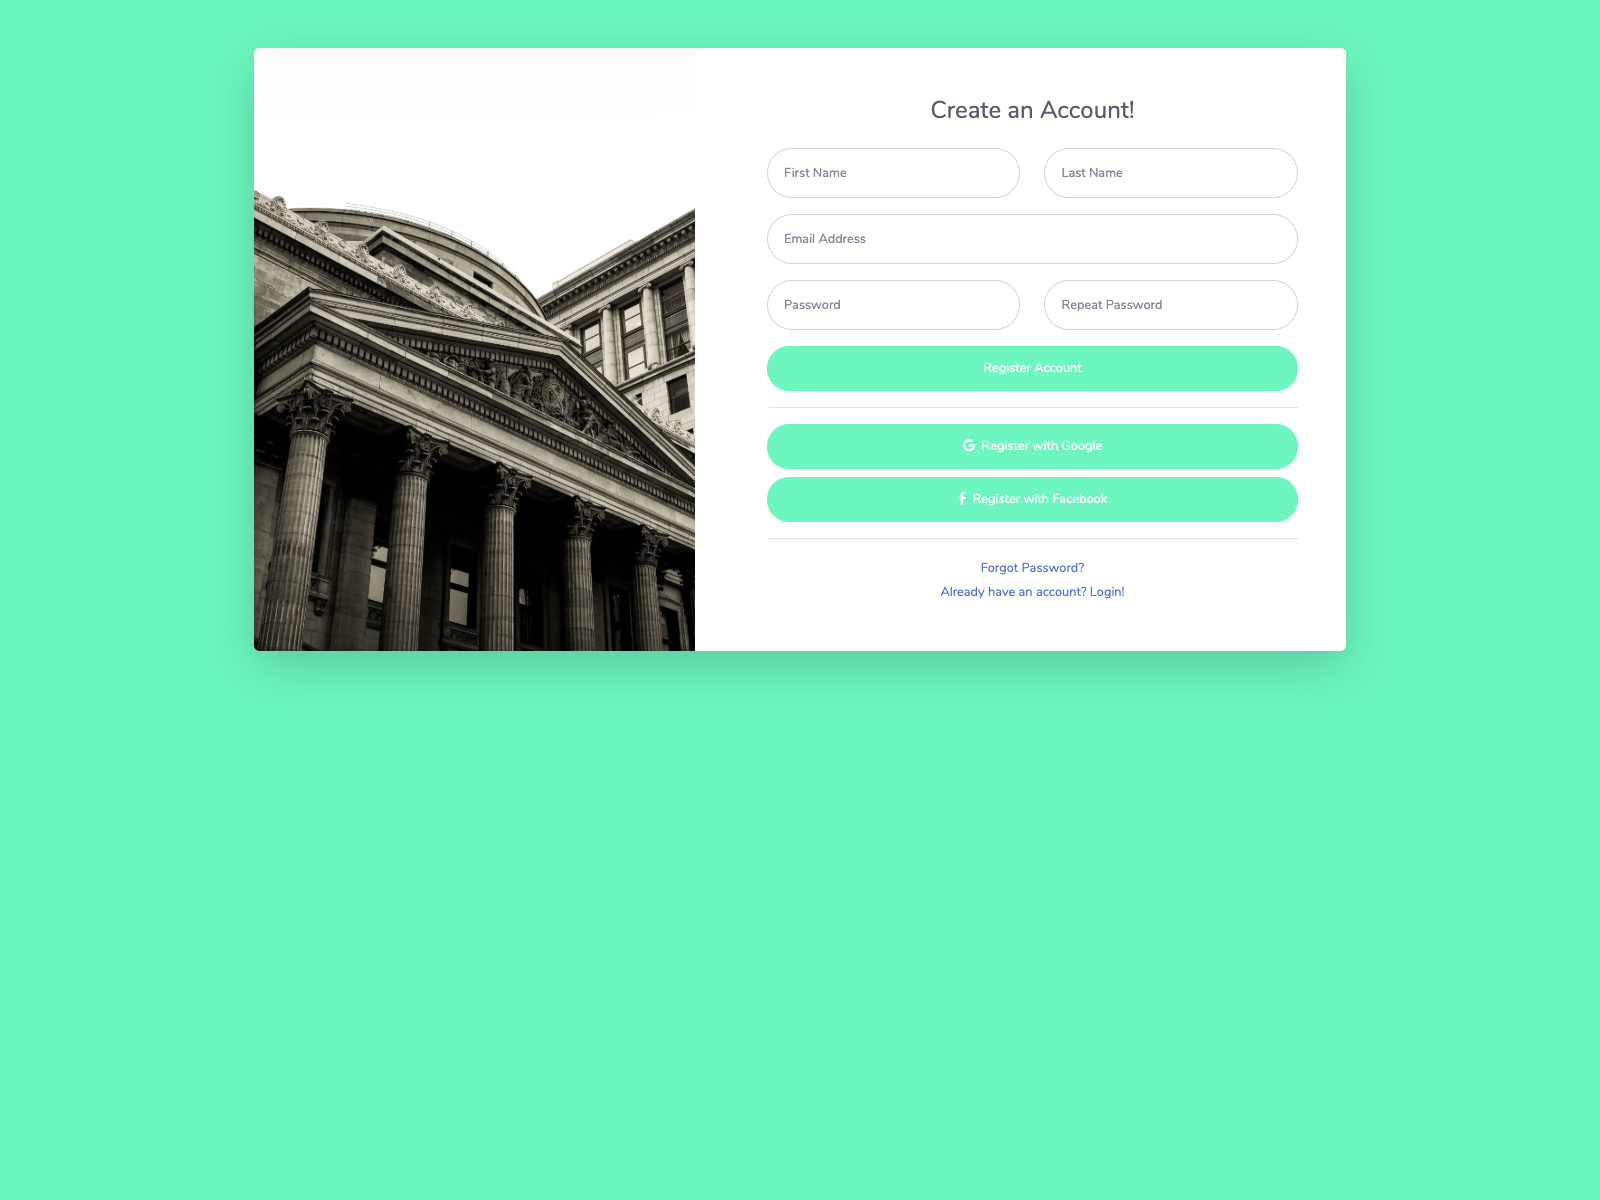 Create an Account!
First Name
Last Name
Email Address
Password
Repeat Password
Register Account
Register with Google
Register with Facebook
Forgot Password?
Already have an account? Login!